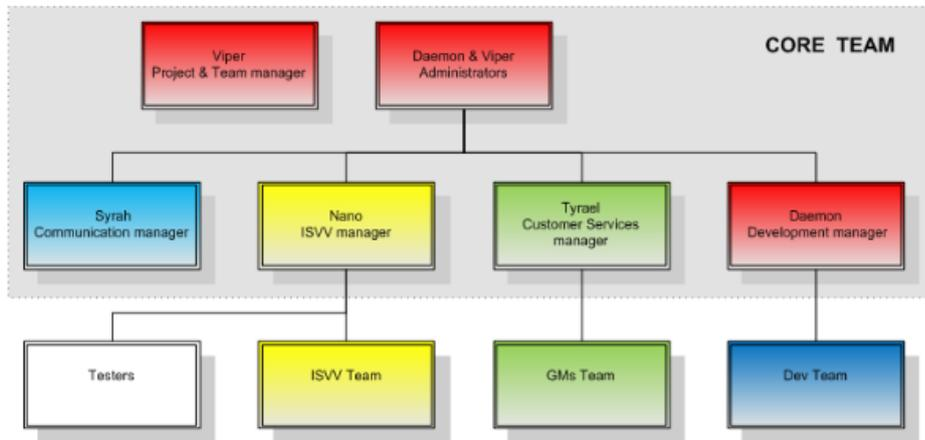 CORE TEAM
Viper
Project & Team manager
Daemon & Viper
Administrators
Syrah
Communication manager
Nano
ISVV manager
Tyrael
Customer Services
manager
Daemon
Development manager
Testers
ISVV Team
GMs Team
Dev Team